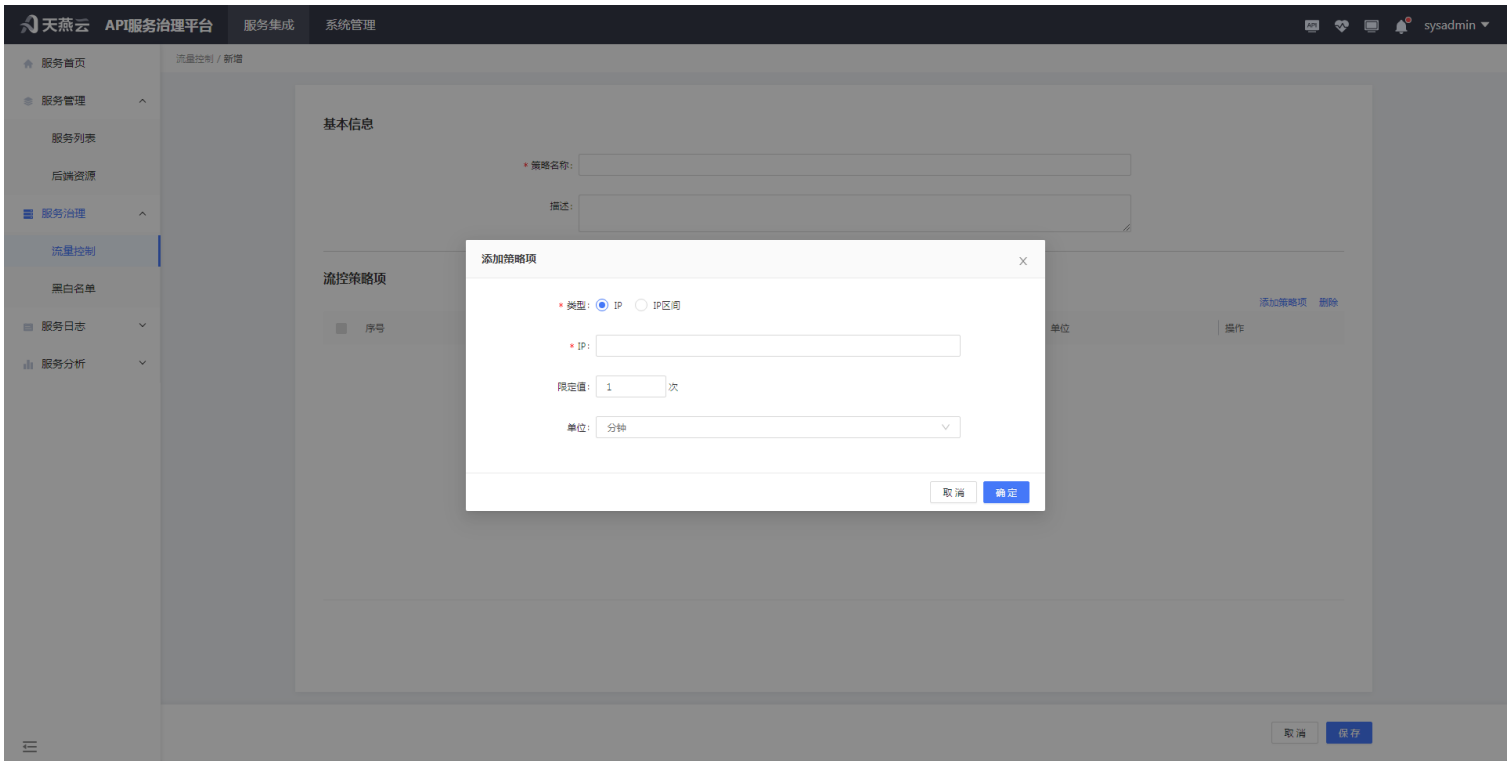 天燕云 API服务治理平台 服务集成 系统管理 API sysadmin
服务首页
流量控制 / 新增
服务管理
服务列表
后端资源
服务治理
流量控制
黑白名单
服务日志
服务分析
基本信息
* 策略名称:
描述:
流控策略项
添加策略项 删除
序号 单位 操作
添加策略项
* 类型: IP IP区间
* IP:
限定值: 1 次
单位: 分钟
取消 确定
取消 保存